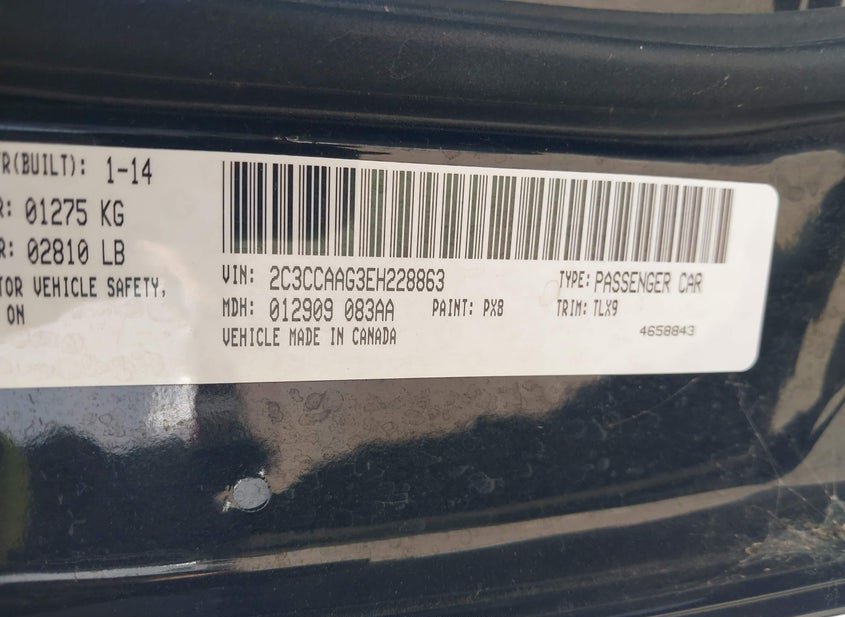 (BUILT): 1-14
R: 01275 KG
R: 02810 LB
TOR VEHICLE SAFETY,
ON
VIN: 2C3CCAAG3EH228863
TYPE: PASSENGER CAR
MDH: 012909 083AA
PAINT: PX8
TRIM: TLX9
VEHICLE MADE IN CANADA
4658843